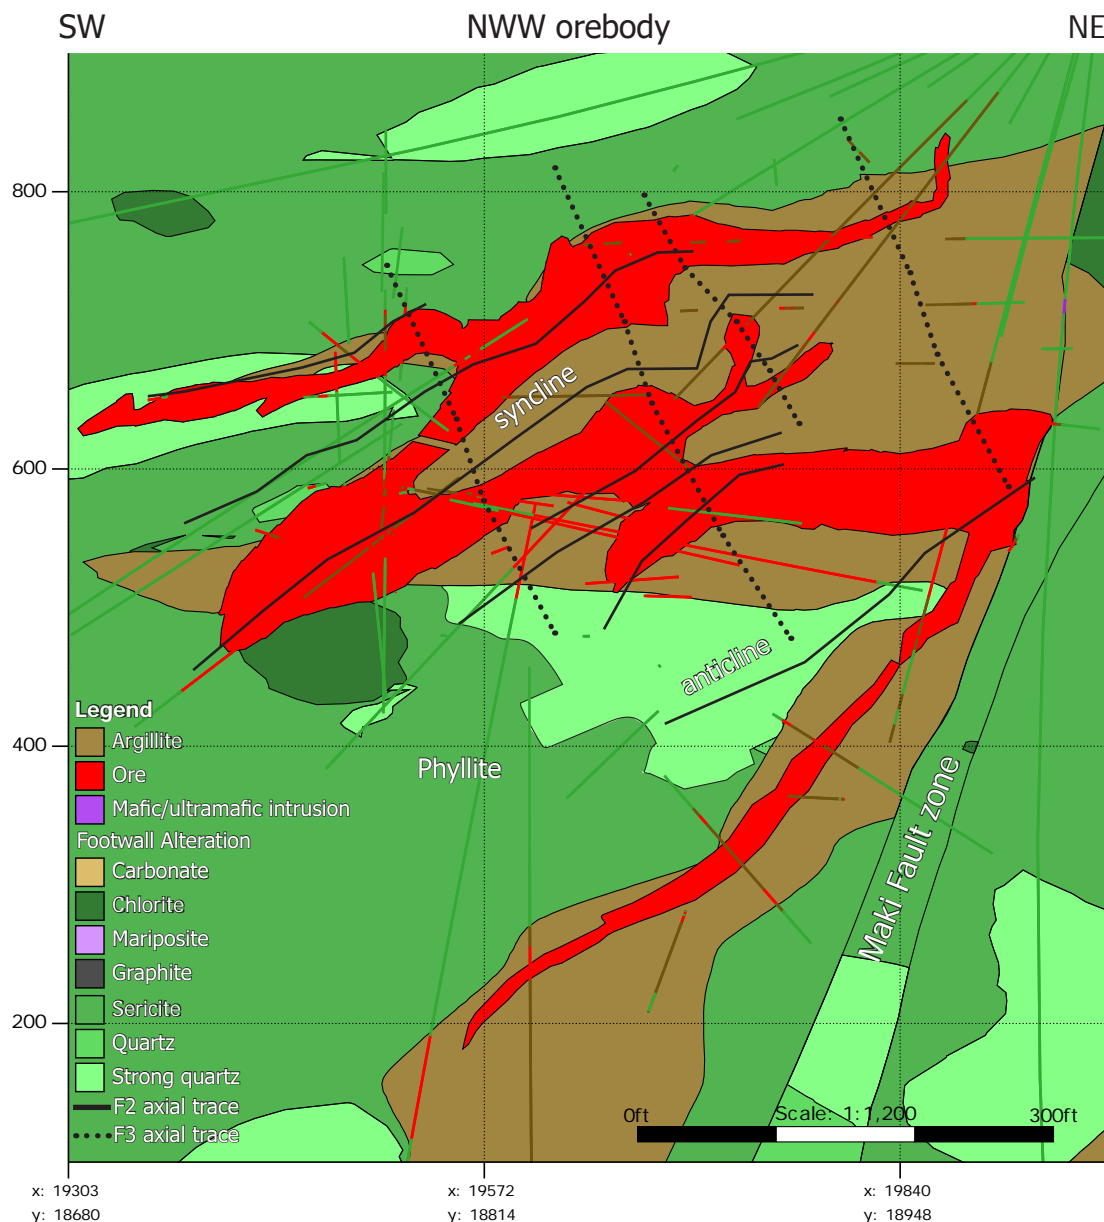 SW
NWW orebody
NE
800
600
400
200
syncline
anticline
Phyllite
Maki Fault zone
Legend
Argillite
Ore
Mafic/ultramafic intrusion
Footwall Alteration
Carbonate
Chlorite
Mariposite
Graphite
Sericite
Quartz
Strong quartz
F2 axial trace
F3 axial trace
0ft
Scale: 1:1,200
300ft
x: 19303
y: 18680
x: 19572
y: 18814
x: 19840
y: 18948